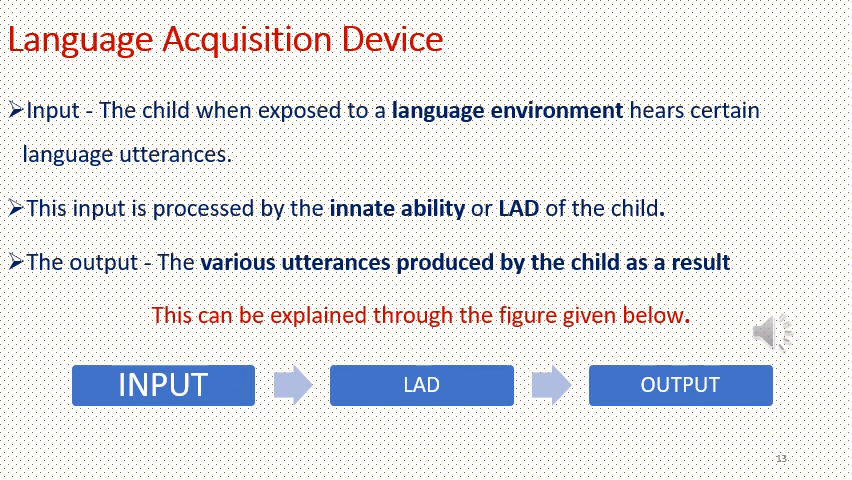 Language Acquisition Device
➢Input - The child when exposed to a language environment hears certain
language utterances.
➢This input is processed by the innate ability or LAD of the child.
➢The output - The various utterances produced by the child as a result
This can be explained through the figure given below.
INPUT
LAD
OUTPUT
13